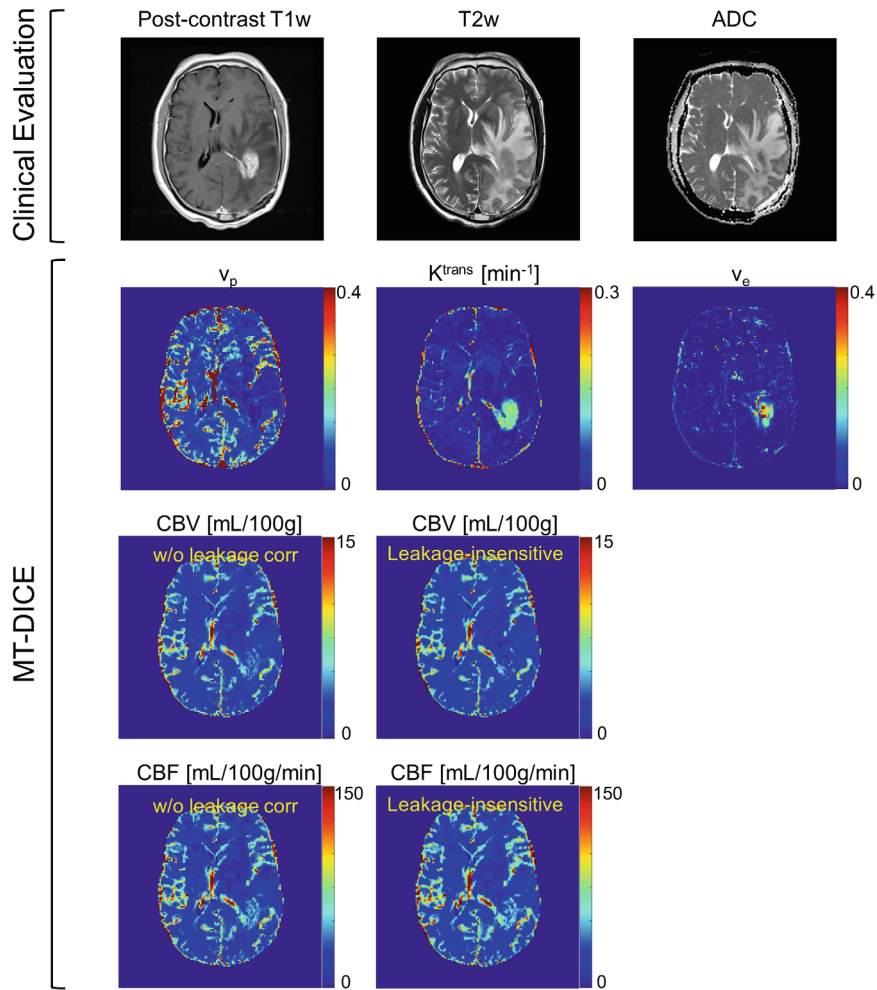 Clinical Evaluation
Post-contrast T1w
T2w
ADC
MT-DICE
vₚ
Kᵗʳᵃⁿˢ [min⁻¹]
vₑ
0.4
0
0.3
0
0.4
0
CBV [mL/100g]
w/o leakage corr
15
0
CBV [mL/100g]
Leakage-insensitive
15
0
CBF [mL/100g/min]
w/o leakage corr
150
0
CBF [mL/100g/min]
Leakage-insensitive
150
0